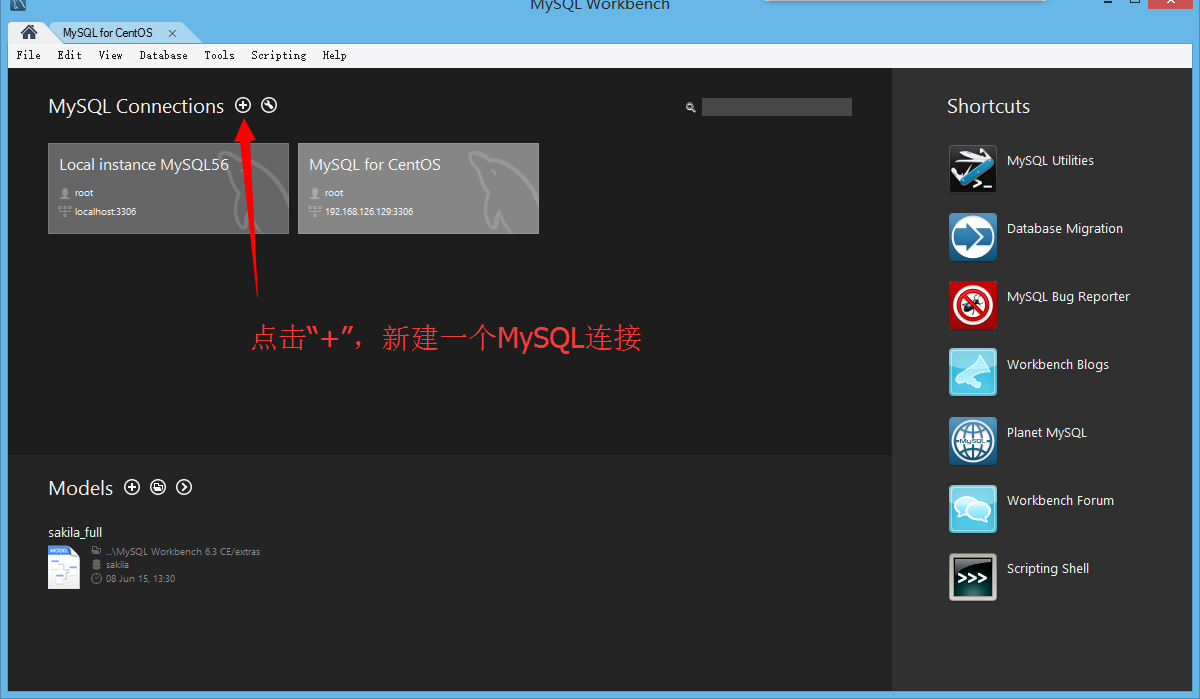 MySQL Workbench
MySQL for CentOS
File Edit View Database Tools Scripting Help
MySQL Connections
Local instance MySQL56
root
localhost:3306
MySQL for CentOS
root
192.168.126.129:3306
点击“+”，新建一个MySQL连接
Models
sakila_full
MODEL
...\MySQL Workbench 6.3 CE/extras
sakila
08 Jun 15, 13:30
Shortcuts
MySQL Utilities
Database Migration
MySQL Bug Reporter
Workbench Blogs
MySQL
Planet MySQL
Workbench Forum
>>>
Scripting Shell